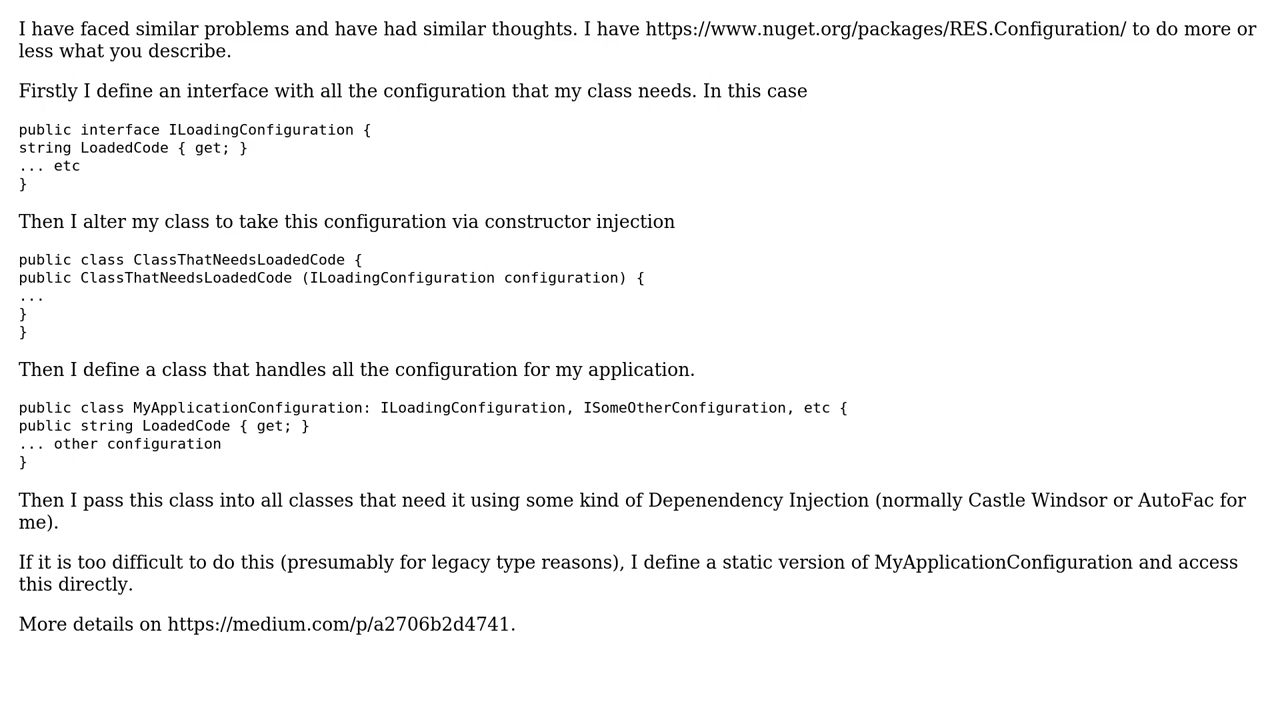 I have faced similar problems and have had similar thoughts. I have https://www.nuget.org/packages/RES.Configuration/ to do more or
less what you describe.
Firstly I define an interface with all the configuration that my class needs. In this case
public interface ILoadingConfiguration {
string LoadedCode { get; }
... etc
}
Then I alter my class to take this configuration via constructor injection
public class ClassThatNeedsLoadedCode {
public ClassThatNeedsLoadedCode (ILoadingConfiguration configuration) {
...
}
}
Then I define a class that handles all the configuration for my application.
public class MyApplicationConfiguration: ILoadingConfiguration, ISomeOtherConfiguration, etc {
public string LoadedCode { get; }
... other configuration
}
Then I pass this class into all classes that need it using some kind of Depenendency Injection (normally Castle Windsor or AutoFac for
me).
If it is too difficult to do this (presumably for legacy type reasons), I define a static version of MyApplicationConfiguration and access
this directly.
More details on https://medium.com/p/a2706b2d4741.